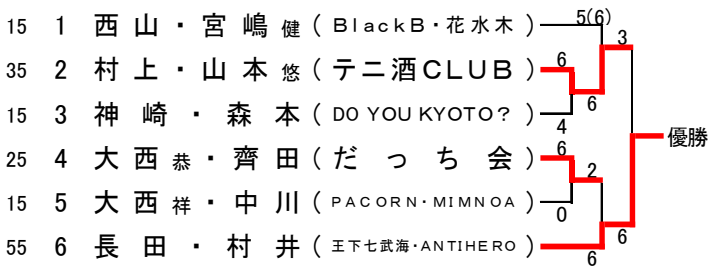 15 1 西山・宮嶋健(BlackB・花水木) 5(6)
3
35 2 村上・山本悠(テニ酒CLUB) 6
6
15 3 神崎・森本(DO YOU KYOTO?) 4
優勝
25 4 大西恭・齊田(だっち会) 6
2
15 5 大西祥・中川(PACORN・MIMNOA) 0
6
55 6 長田・村井(王下七武海・ANTIHERO) 6